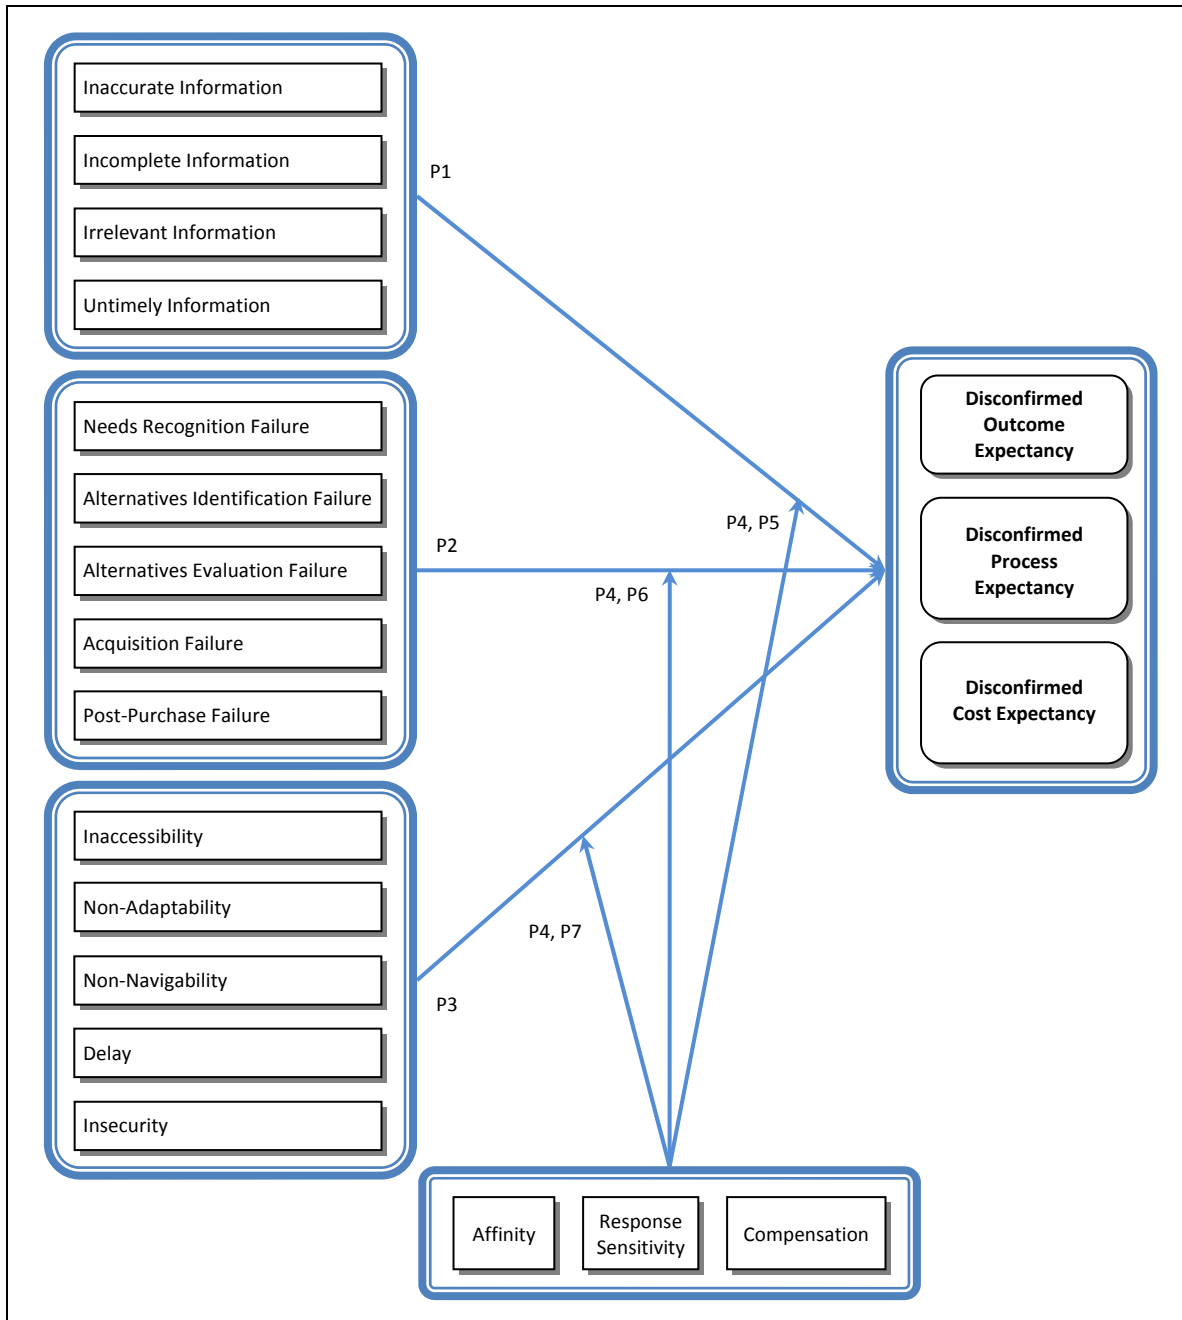 Inaccurate Information
Incomplete Information
Irrelevant Information
Untimely Information
P1
Needs Recognition Failure
Alternatives Identification Failure
Alternatives Evaluation Failure
Acquisition Failure
Post-Purchase Failure
P2
P4, P5
P4, P6
Disconfirmed
Outcome
Expectancy
Disconfirmed
Process
Expectancy
Disconfirmed
Cost Expectancy
Inaccessibility
Non-Adaptability
Non-Navigability
Delay
Insecurity
P4, P7
P3
Affinity
Response
Sensitivity
Compensation